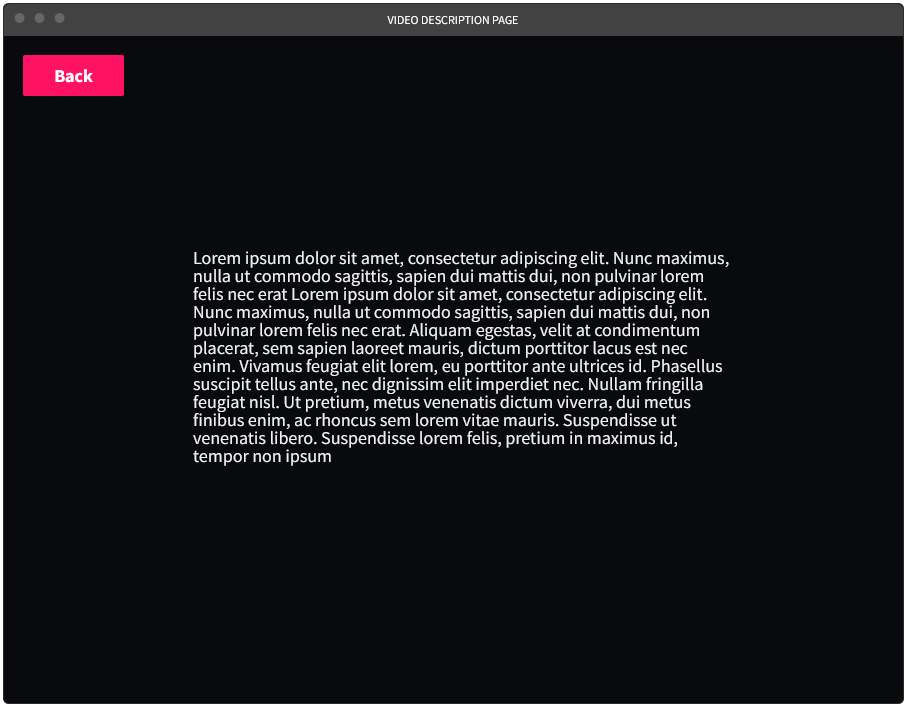 VIDEO DESCRIPTION PAGE
Back
Lorem ipsum dolor sit amet, consectetur adipiscing elit. Nunc maximus,
nulla ut commodo sagittis, sapien dui mattis dui, non pulvinar lorem
felis nec erat Lorem ipsum dolor sit amet, consectetur adipiscing elit.
Nunc maximus, nulla ut commodo sagittis, sapien dui mattis dui, non
pulvinar lorem felis nec erat. Aliquam egestas, velit at condimentum
placerat, sem sapien laoreet mauris, dictum porttitor lacus est nec
enim. Vivamus feugiat elit lorem, eu porttitor ante ultrices id. Phasellus
suscipit tellus ante, nec dignissim elit imperdiet nec. Nullam fringilla
feugiat nisl. Ut pretium, metus venenatis dictum viverra, dui metus
finibus enim, ac rhoncus sem lorem vitae mauris. Suspendisse ut
venenatis libero. Suspendisse lorem felis, pretium in maximus id,
tempor non ipsum